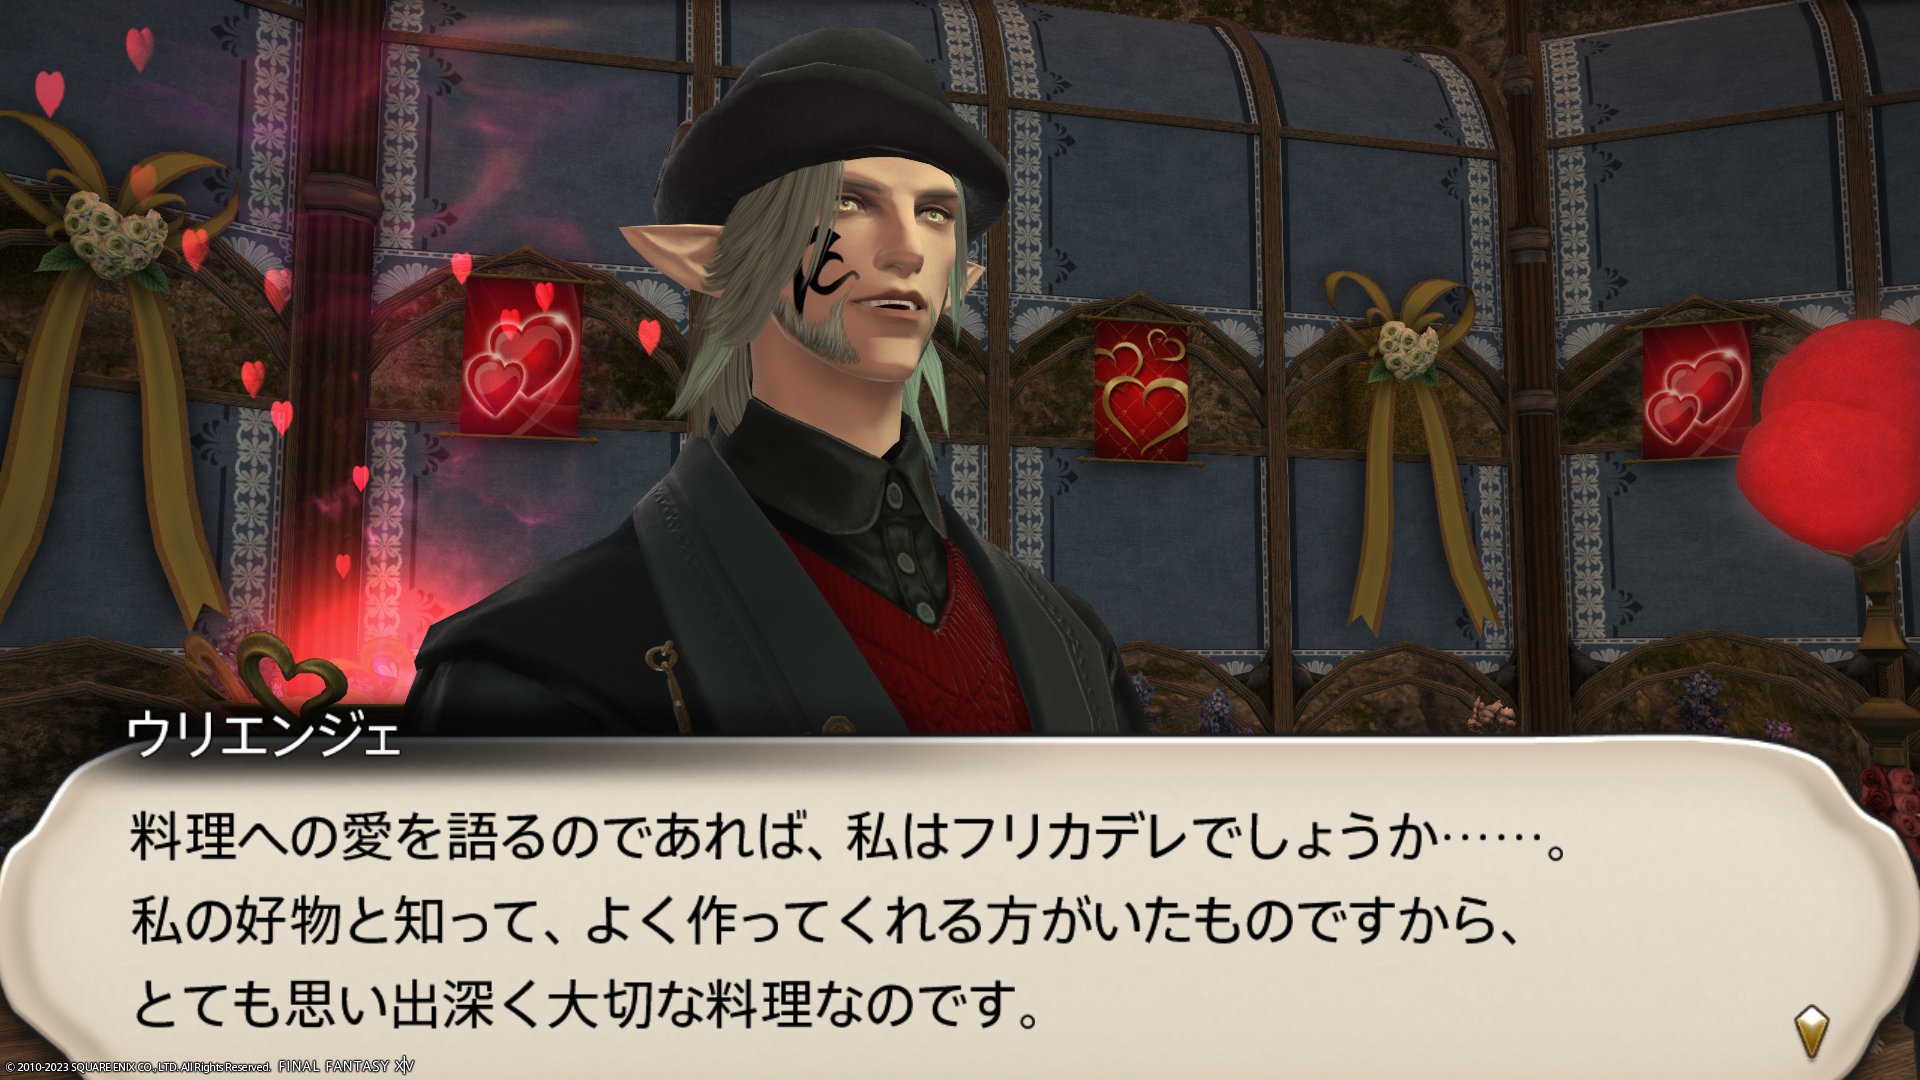 ウリエンジェ
料理への愛を語るのであれば、私はフリカデレでしょうか……。
私の好物と知って、よく作ってくれる方がいたものですから、
とても思い出深く大切な料理なのです。
© 2010-2023 SQUARE ENIX CO., LTD. All Rights Reserved. FINAL FANTASY XIV